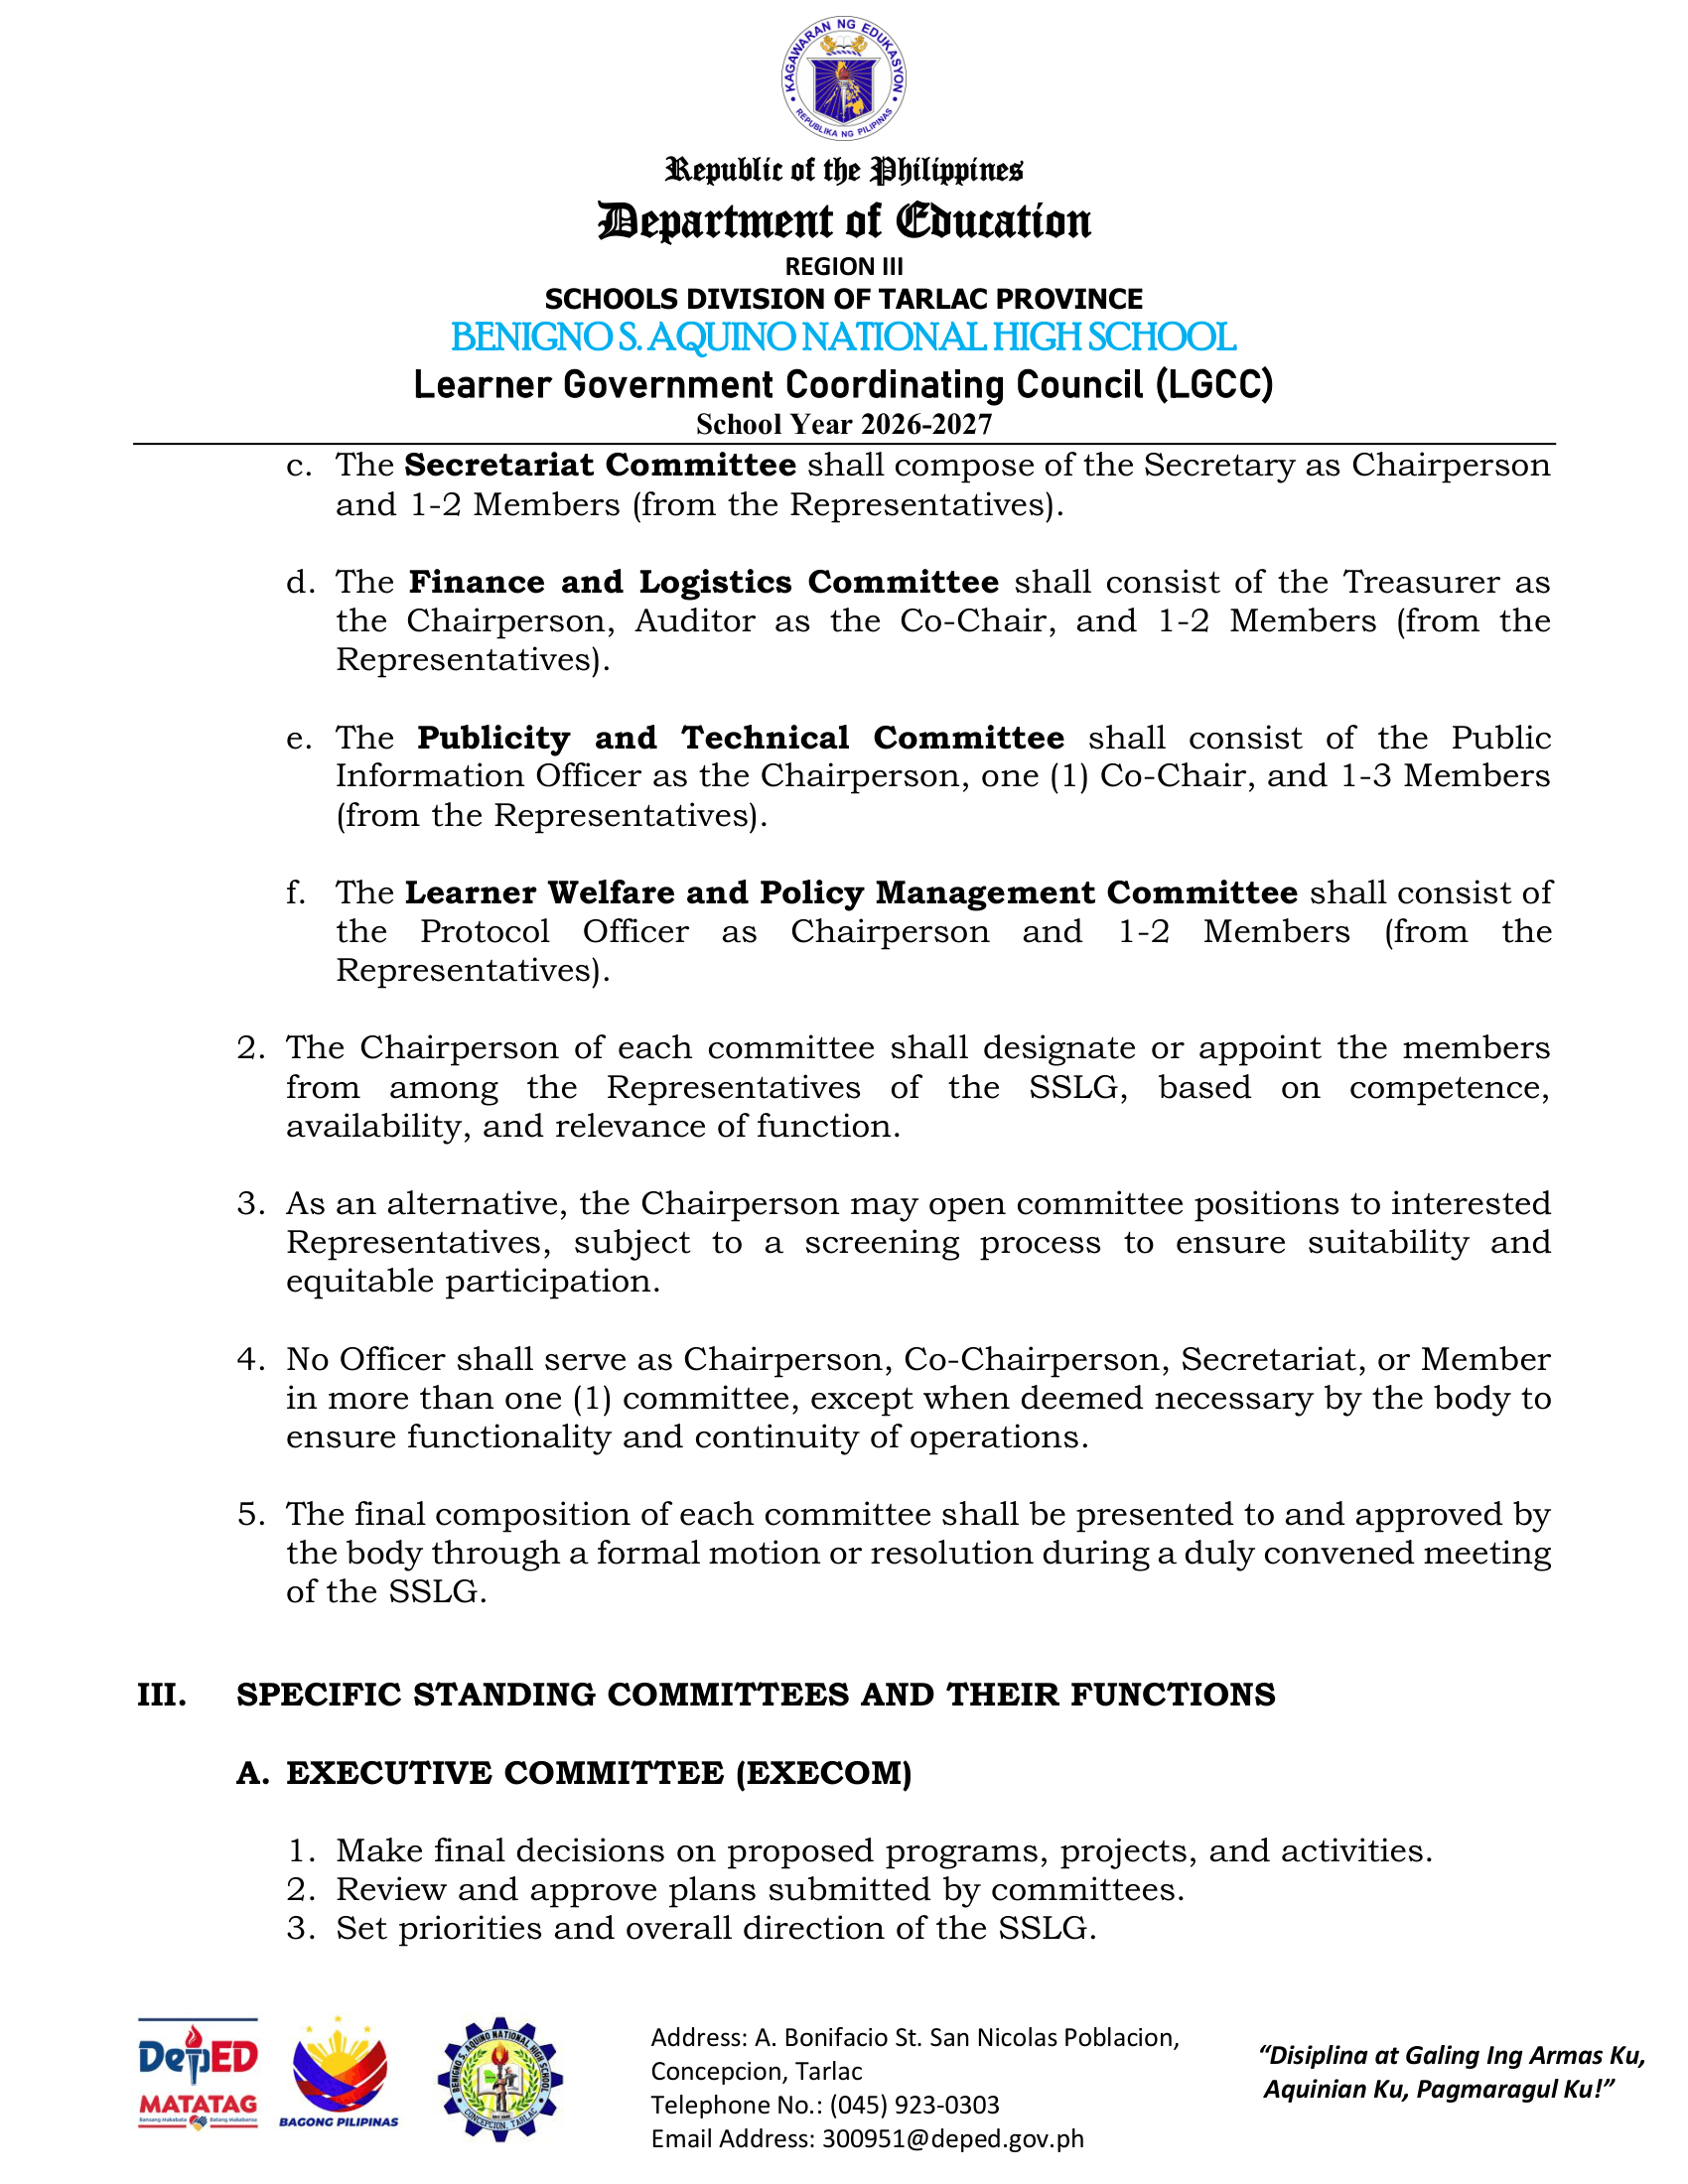 KAGAWARAN NG EDUKASYON
REPUBLIKA NG PILIPINAS
Republic of the Philippines
Department of Education
REGION III
SCHOOLS DIVISION OF TARLAC PROVINCE
BENIGNO S. AQUINO NATIONAL HIGH SCHOOL
Learner Government Coordinating Council (LGCC)
School Year 2026-2027
c. The Secretariat Committee shall compose of the Secretary as Chairperson
and 1-2 Members (from the Representatives).
d. The Finance and Logistics Committee shall consist of the Treasurer as
the Chairperson, Auditor as the Co-Chair, and 1-2 Members (from the
Representatives).
e. The Publicity and Technical Committee shall consist of the Public
Information Officer as the Chairperson, one (1) Co-Chair, and 1-3 Members
(from the Representatives).
f. The Learner Welfare and Policy Management Committee shall consist of
the Protocol Officer as Chairperson and 1-2 Members (from the
Representatives).
2. The Chairperson of each committee shall designate or appoint the members
from among the Representatives of the SSLG, based on competence,
availability, and relevance of function.
3. As an alternative, the Chairperson may open committee positions to interested
Representatives, subject to a screening process to ensure suitability and
equitable participation.
4. No Officer shall serve as Chairperson, Co-Chairperson, Secretariat, or Member
in more than one (1) committee, except when deemed necessary by the body to
ensure functionality and continuity of operations.
5. The final composition of each committee shall be presented to and approved by
the body through a formal motion or resolution during a duly convened meeting
of the SSLG.
III. SPECIFIC STANDING COMMITTEES AND THEIR FUNCTIONS
A. EXECUTIVE COMMITTEE (EXECOM)
1. Make final decisions on proposed programs, projects, and activities.
2. Review and approve plans submitted by committees.
3. Set priorities and overall direction of the SSLG.
DepED
MATATAG
Bansang Makabata Batang Makabansa
BAGONG PILIPINAS
BENIGNO S. AQUINO NATIONAL HIGH SCHOOL
CONCEPCION, TARLAC
Address: A. Bonifacio St. San Nicolas Poblacion,
Concepcion, Tarlac
Telephone No.: (045) 923-0303
Email Address: 300951@deped.gov.ph
“Disiplina at Galing Ing Armas Ku,
Aquinian Ku, Pagmaragul Ku!”